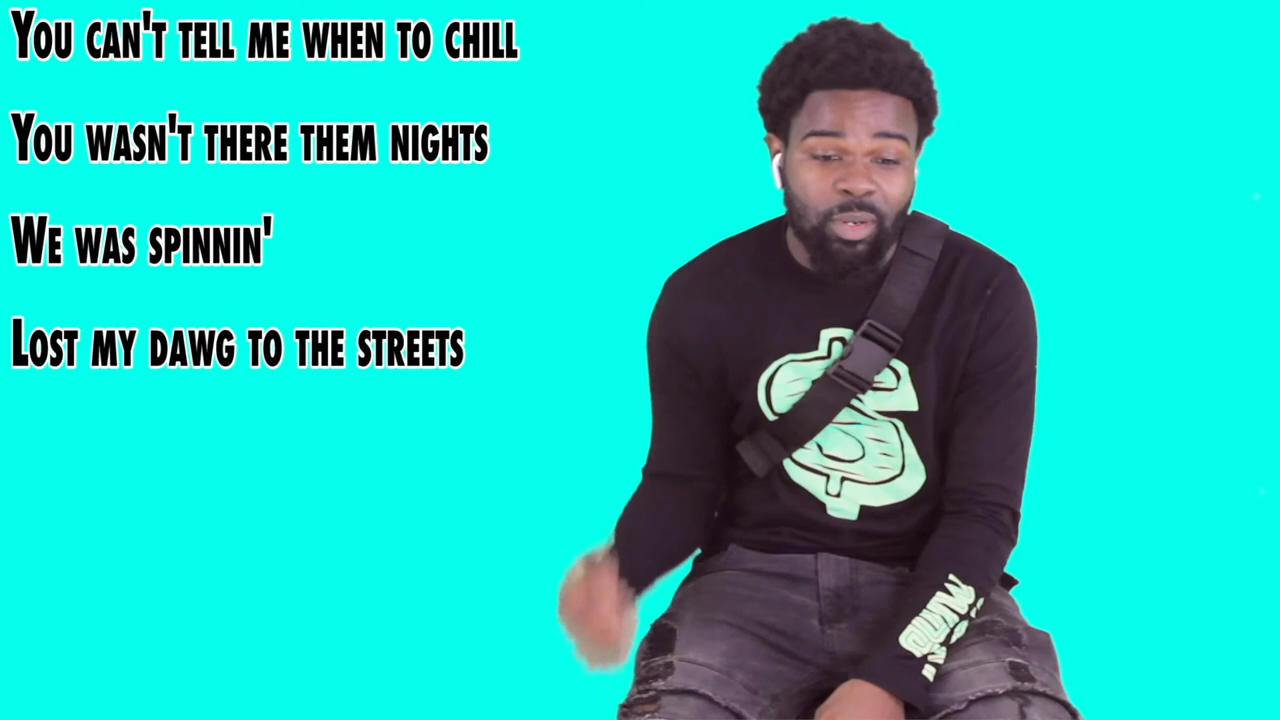 You can't tell me when to chill
You wasn't there them nights
We was spinnin'
Lost my dawg to the streets